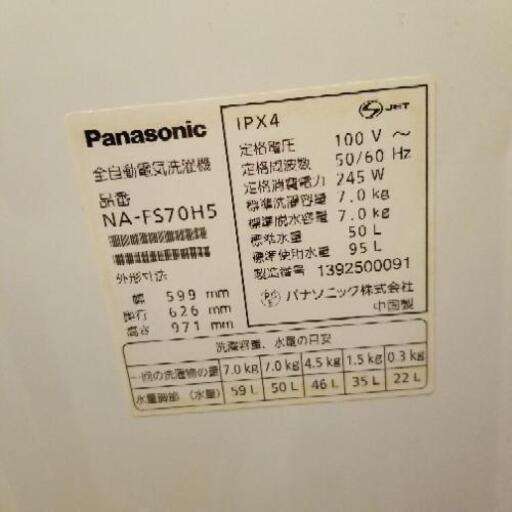 Panasonic
全自動電気洗濯機
品番
NA-FS70H5
外形寸法
幅 599 mm
奥行 626 mm
高さ 971 mm
IPX4
JET
定格電圧 100 V ～
定格周波数 50/60 Hz
定格消費電力 245 W
標準洗濯容量 7.0 kg
標準脱水容量 7.0 kg
標準水量 50 L
標準使用水量 95 L
製造番号 1392500091
パナソニック株式会社
中国製
洗濯容量、水量の目安
一回の洗濯物の量 7.0 kg 7.0 kg 4.5 kg 1.5 kg 0.3 kg
水量調節（水量） 59 L 50 L 46 L 35 L 22 L